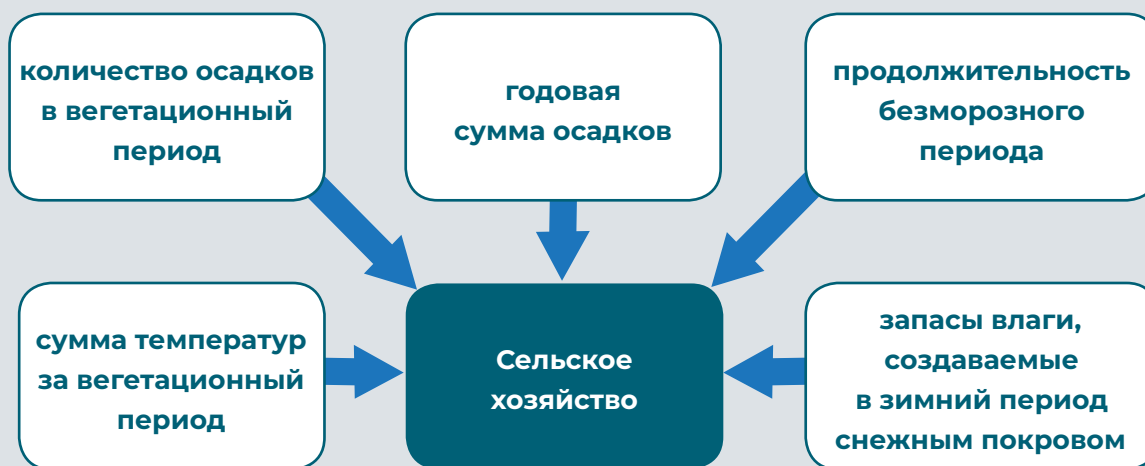 количество осадков
в вегетационный
период
годовая
сумма осадков
продолжительность
безморозного
периода
сумма температур
за вегетационный
период
Сельское
хозяйство
запасы влаги,
создаваемые
в зимний период
снежным покровом